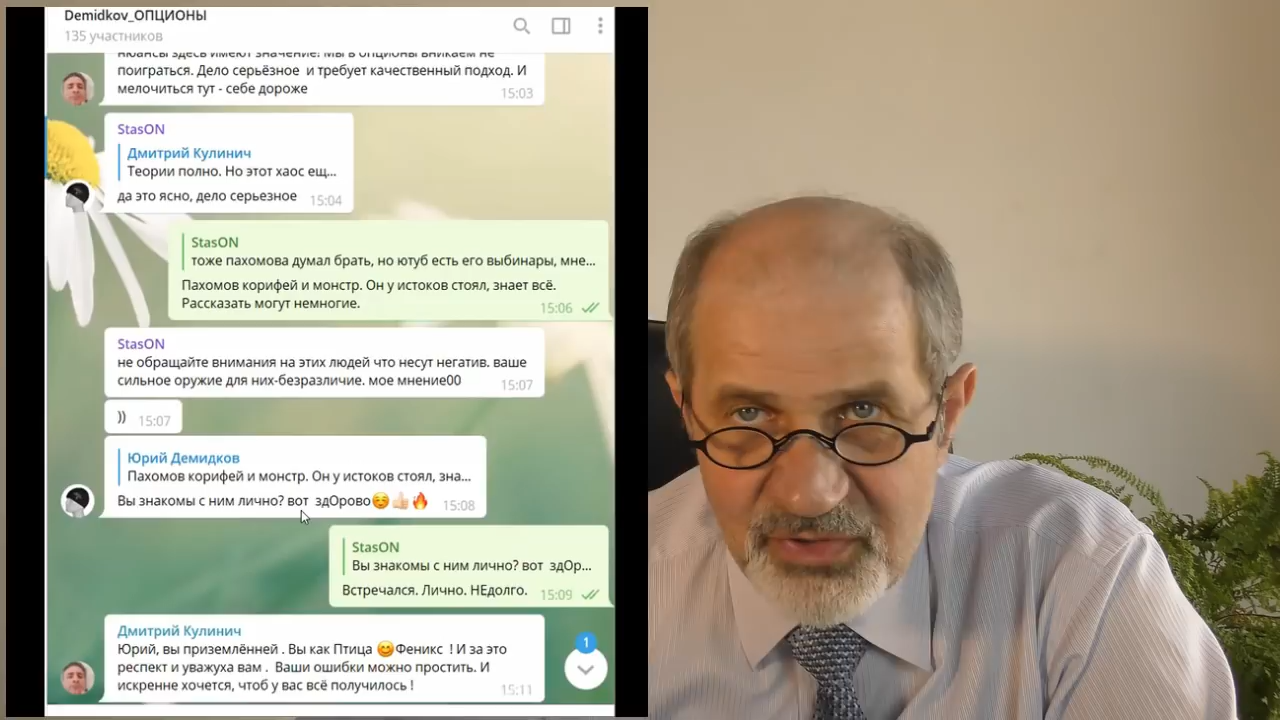 Demidkov_ОПЦИОНЫ
135 участников
нюансы здесь имеют значение! Мы в опционы вникаем не
поиграться. Дело серьёзное и требует качественный подход. И
мелочиться тут - себе дороже
15:03
StasON
Дмитрий Кулинич
Теории полно. Но этот хаос ещ...
да это ясно, дело серьезное
15:04
StasON
тоже пахомова думал брать, но ютуб есть его выбинары, мне...
Пахомов корифей и монстр. Он у истоков стоял, знает всё.
Рассказать могут немногие.
15:06
StasON
не обращайте внимания на этих людей что несут негатив. ваше
сильное оружие для них-безразличие. мое мнение00
15:07
))
15:07
Юрий Демидков
Пахомов корифей и монстр. Он у истоков стоял, зна...
Вы знакомы с ним лично? вот здОрово☺️👍🏻🔥
15:08
StasON
Вы знакомы с ним лично? вот здОр...
Встречался. Лично. НЕдолго.
15:09
Дмитрий Кулинич
Юрий, вы приземлённей . Вы как Птица 😊Феникс ! И за это
респект и уважуха вам . Ваши ошибки можно простить. И
искренне хочется, чтоб у вас всё получилось !
15:11
1